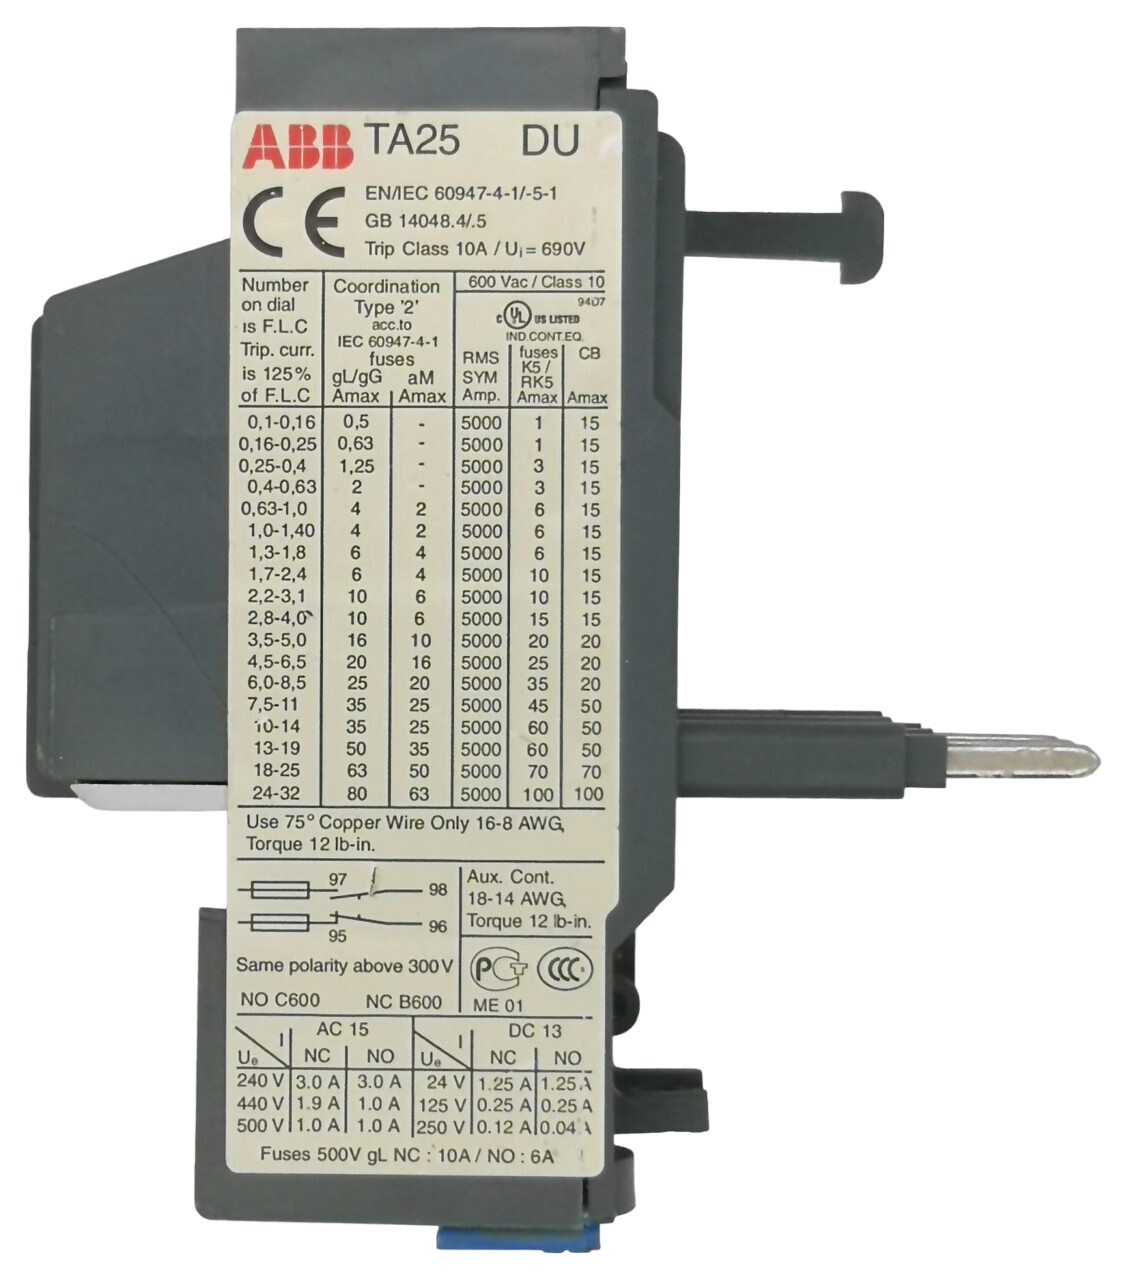 ABB TA25 DU
CE EN/IEC 60947-4-1/-5-1
GB 14048.4/.5
Trip Class 10A / Ui= 690V
Number on dial is F.L.C Trip. curr. is 125% of F.L.C
Coordination Type '2' acc.to IEC 60947-4-1 fuses
gL/gG Amax aM Amax
600 Vac / Class 10
9407
C UL US LISTED
IND.CONT.EQ.
RMS SYM Amp. fuses K5 / RK5 Amax CB Amax
0,1-0,16 0,5 - 5000 1 15
0,16-0,25 0,63 - 5000 1 15
0,25-0,4 1,25 - 5000 3 15
0,4-0,63 2 - 5000 3 15
0,63-1,0 4 2 5000 6 15
1,0-1,40 4 2 5000 6 15
1,3-1,8 6 4 5000 6 15
1,7-2,4 6 4 5000 10 15
2,2-3,1 10 6 5000 10 15
2,8-4,0 10 6 5000 15 15
3,5-5,0 16 10 5000 20 20
4,5-6,5 20 16 5000 25 20
6,0-8,5 25 20 5000 35 20
7,5-11 35 25 5000 45 50
10-14 35 25 5000 60 50
13-19 50 35 5000 60 50
18-25 63 50 5000 70 70
24-32 80 63 5000 100 100
Use 75° Copper Wire Only 16-8 AWG,
Torque 12 lb-in.
97 98
95 96
Same polarity above 300 V
NO C600 NC B600
Aux. Cont.
18-14 AWG,
Torque 12 lb-in.
PCT CCC
ME 01
AC 15 DC 13
Ue I NC NO Ue I NC NO
240 V 3.0 A 3.0 A 24 V 1.25 A 1.25 A
440 V 1.9 A 1.0 A 125 V 0.25 A 0.25 A
500 V 1.0 A 1.0 A 250 V 0.12 A 0.04 A
Fuses 500V gL NC : 10A / NO : 6A